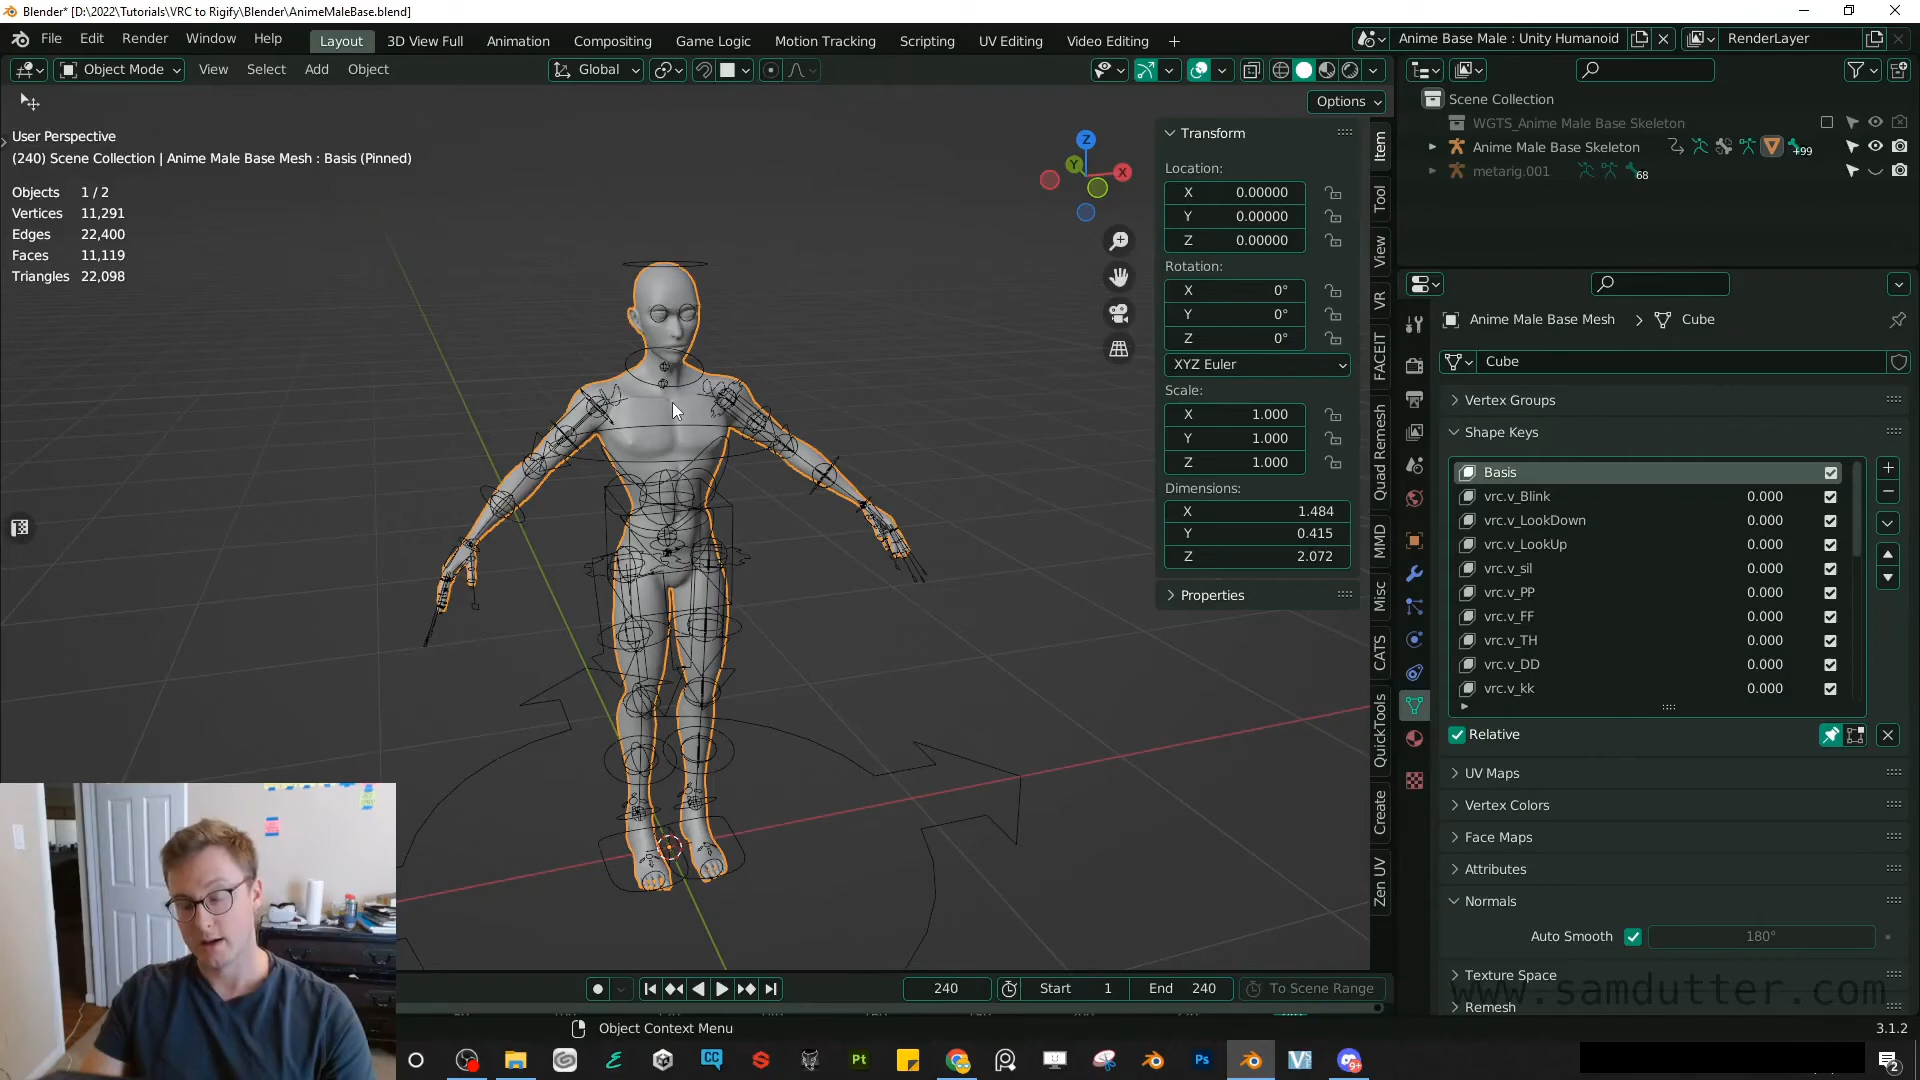 Blender* [D:\2022\Tutorials\VRC to Rigify\Blender\AnimeMaleBase.blend]
File Edit Render Window Help
Layout 3D View Full Animation Compositing Game Logic Motion Tracking Scripting UV Editing Video Editing +
Anime Base Male : Unity Humanoid
RenderLayer
Object Mode View Select Add Object
Global
Options
User Perspective
(240) Scene Collection | Anime Male Base Mesh : Basis (Pinned)
Objects 1 / 2
Vertices 11,291
Edges 22,400
Faces 11,119
Triangles 22,098
Z
Y
X
Transform
Location:
X 0.00000
Y 0.00000
Z 0.00000
Rotation:
X 0°
Y 0°
Z 0°
XYZ Euler
Scale:
X 1.000
Y 1.000
Z 1.000
Dimensions:
X 1.484
Y 0.415
Z 2.072
Properties
Item
Tool
View
VR
FACEIT
Quad Remesh
MMD
Misc
CATS
QuickTools
Create
Zen UV
Scene Collection
WGTS_Anime Male Base Skeleton
Anime Male Base Skeleton +99
metarig.001 68
Anime Male Base Mesh > Cube
Cube
Vertex Groups
Shape Keys
Basis
vrc.v_Blink 0.000
vrc.v_LookDown 0.000
vrc.v_LookUp 0.000
vrc.v_sil 0.000
vrc.v_PP 0.000
vrc.v_FF 0.000
vrc.v_TH 0.000
vrc.v_DD 0.000
vrc.v_kk 0.000
Relative
UV Maps
Vertex Colors
Face Maps
Attributes
Normals
Auto Smooth 180°
Texture Space
www.samdutter.com
Remesh
240 Start 1 End 240 To Scene Range
Object Context Menu
3.1.2
CC
Pt
Ps
9+
2